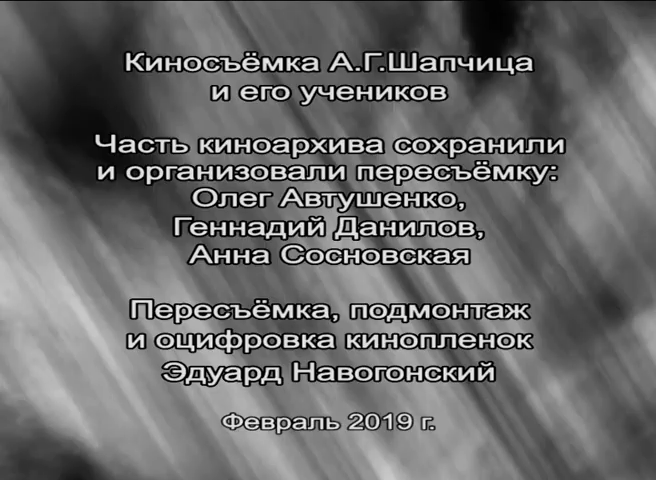 Киносъёмка А.Г.Шапчица
и его учеников
Часть киноархива сохранили
и организовали пересъёмку:
Олег Автушенко,
Геннадий Данилов,
Анна Сосновская
Пересъёмка, подмонтаж
и оцифровка кинопленок
Эдуард Навогонский
Февраль 2019 г.